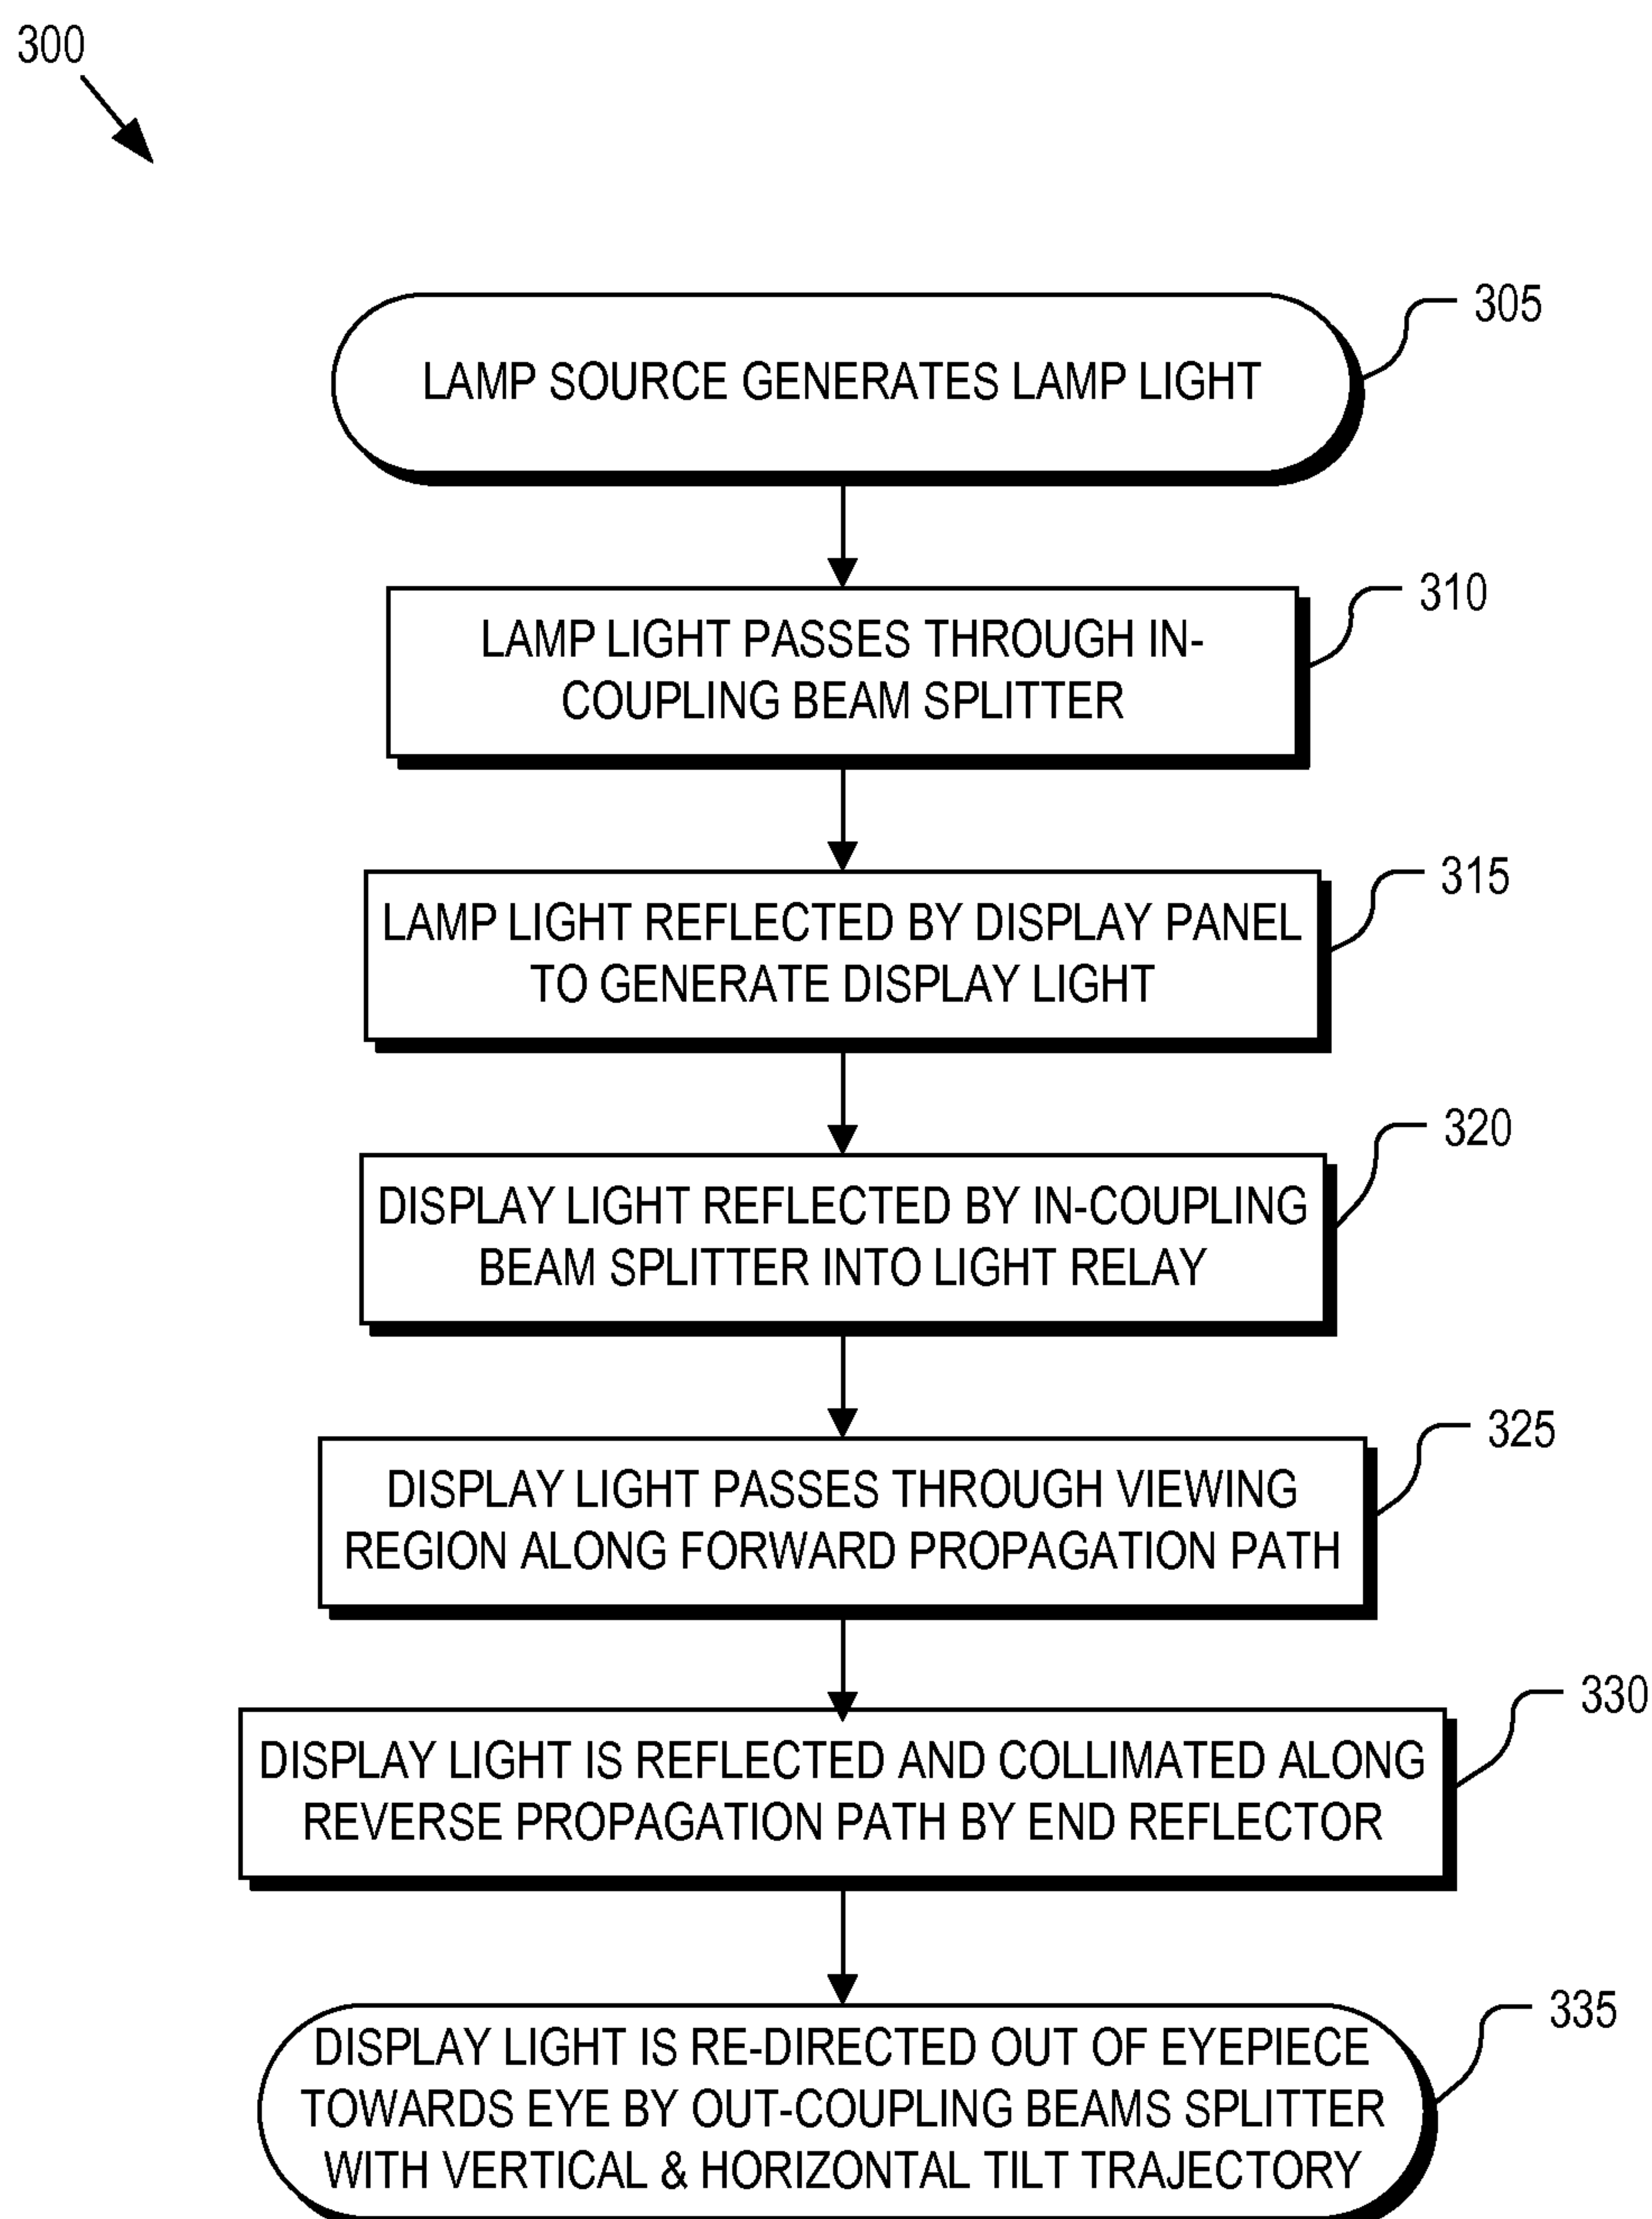 300
305
LAMP SOURCE GENERATES LAMP LIGHT
310
LAMP LIGHT PASSES THROUGH IN-
COUPLING BEAM SPLITTER
315
LAMP LIGHT REFLECTED BY DISPLAY PANEL
TO GENERATE DISPLAY LIGHT
320
DISPLAY LIGHT REFLECTED BY IN-COUPLING
BEAM SPLITTER INTO LIGHT RELAY
325
DISPLAY LIGHT PASSES THROUGH VIEWING
REGION ALONG FORWARD PROPAGATION PATH
330
DISPLAY LIGHT IS REFLECTED AND COLLIMATED ALONG
REVERSE PROPAGATION PATH BY END REFLECTOR
335
DISPLAY LIGHT IS RE-DIRECTED OUT OF EYEPIECE
TOWARDS EYE BY OUT-COUPLING BEAMS SPLITTER
WITH VERTICAL & HORIZONTAL TILT TRAJECTORY